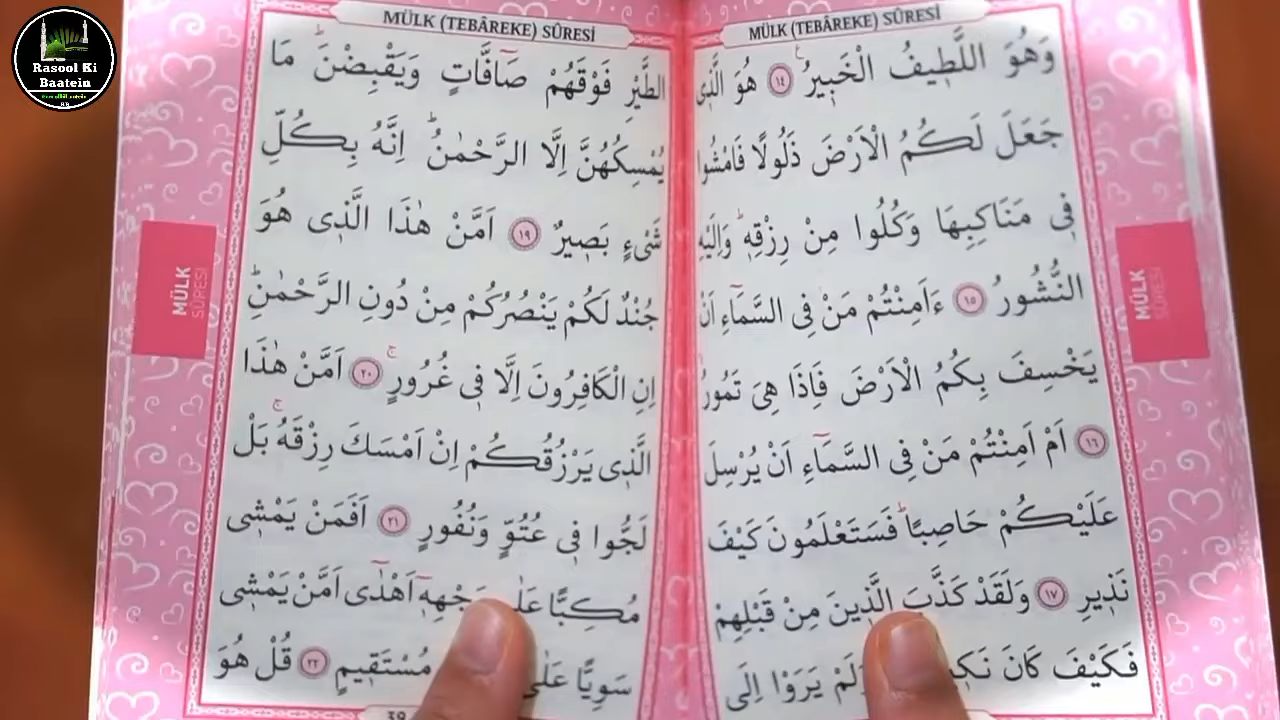 Rasool Ki
Baatein
MÜLK (TEBÂREKE) SÛRESİ
وَهُوَ اللَّط۪يفُ الْخَب۪يرُ ﴿١٤﴾ هُوَ الَّذ۪ي
جَعَلَ لَكُمُ الْاَرْضَ ذَلُولًا فَامْشُوا
ف۪ي مَنَاكِبِهَا وَكُلُوا مِنْ رِزْقِه۪ۜ وَاِلَيْهِ
النُّشُورُ ﴿١٥﴾ ءَاَمِنْتُمْ مَنْ فِي السَّمَٓاءِ اَنْ
يَخْسِفَ بِكُمُ الْاَرْضَ فَاِذَا هِيَ تَمُورُ
﴿١٦﴾ اَمْ اَمِنْتُمْ مَنْ فِي السَّمَٓاءِ اَنْ يُرْسِلَ
عَلَيْكُمْ حَاصِبًاۜ فَسَتَعْلَمُونَ كَيْفَ
نَذ۪يرِ ﴿١٧﴾ وَلَقَدْ كَذَّبَ الَّذ۪ينَ مِنْ قَبْلِهِمْ
فَكَيْفَ كَانَ وَلَمْ يَرَوْا اِلَى
MÜLK SÛRESİ
MÜLK (TEBÂREKE) SÛRESİ
الطَّيْرِ فَوْقَهُمْ صَٓافَّاتٍ وَيَقْبِضْنَۜ مَا
يُمْسِكُهُنَّ اِلَّا الرَّحْمٰنُۜ اِنَّهُ بِكُلِّ
شَيْءٍ بَص۪يرٌ ﴿١٩﴾ اَمَّنْ هٰذَا الَّذ۪ي هُوَ
جُنْدٌ لَكُمْ يَنْصُرُكُمْ مِنْ دُونِ الرَّحْمٰنِۜ
اِنِ الْكَافِرُونَ اِلَّا ف۪ي غُرُورٍۚ ﴿٢٠﴾ اَمَّنْ هٰذَا
الَّذ۪ي يَرْزُقُكُمْ اِنْ اَمْسَكَ رِزْقَهُۚ بَلْ
لَجُّوا ف۪ي عُتُوٍّ وَنُفُورٍ ﴿٢١﴾ اَفَمَنْ يَمْش۪ي
مُكِبًّا عَلٰى وَجْهِه۪ٓ اَهْدٰٓى اَمَّنْ يَمْش۪ي
سَوِيًّا عَلٰى مُسْتَق۪يمٍ ﴿٢٢﴾ قُلْ هُوَ
MÜLK SÛRESİ